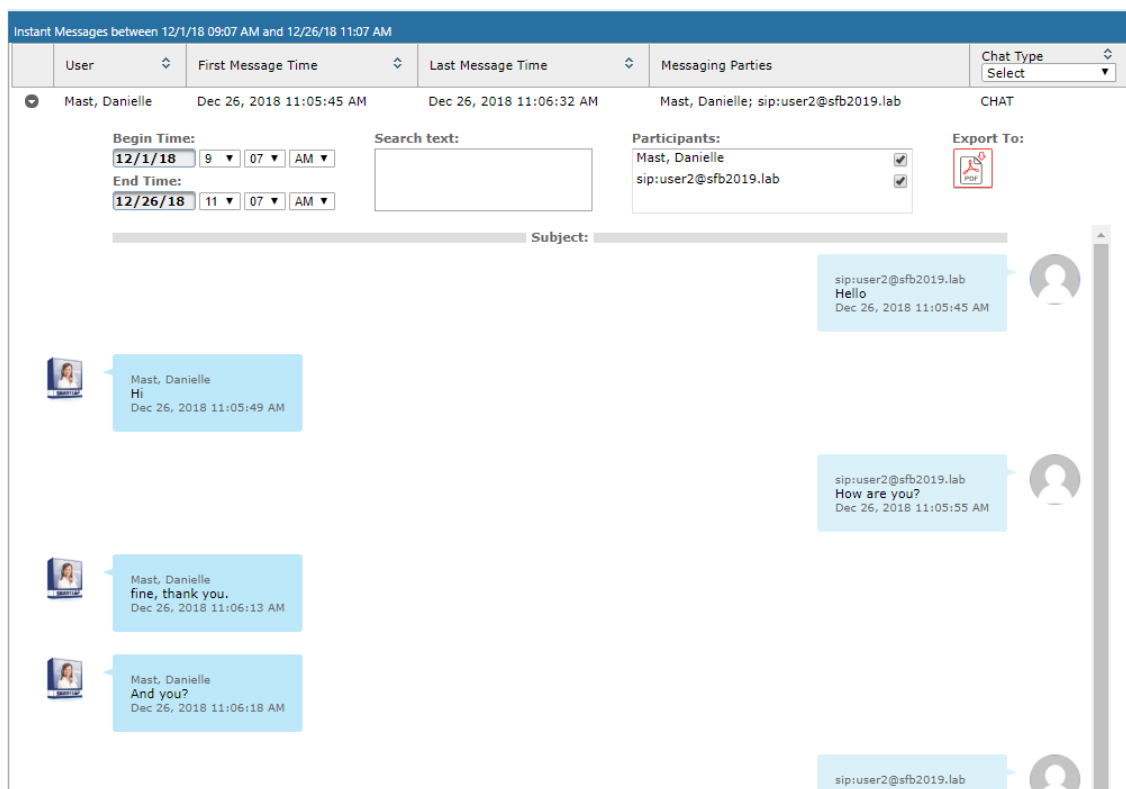 Instant Messages between 12/1/18 09:07 AM and 12/26/18 11:07 AM
User First Message Time Last Message Time Messaging Parties Chat Type
Select
Mast, Danielle Dec 26, 2018 11:05:45 AM Dec 26, 2018 11:06:32 AM Mast, Danielle; sip:user2@sfb2019.lab CHAT
Begin Time: Search text: Participants: Export To:
12/1/18 9 07 AM Mast, Danielle
PDF
End Time: sip:user2@sfb2019.lab
12/26/18 11 07 AM
Subject:
sip:user2@sfb2019.lab
Hello
Dec 26, 2018 11:05:45 AM
Mast, Danielle
Hi
Dec 26, 2018 11:05:49 AM
sip:user2@sfb2019.lab
How are you?
Dec 26, 2018 11:05:55 AM
Mast, Danielle
fine, thank you.
Dec 26, 2018 11:06:13 AM
Mast, Danielle
And you?
Dec 26, 2018 11:06:18 AM
sip:user2@sfb2019.lab